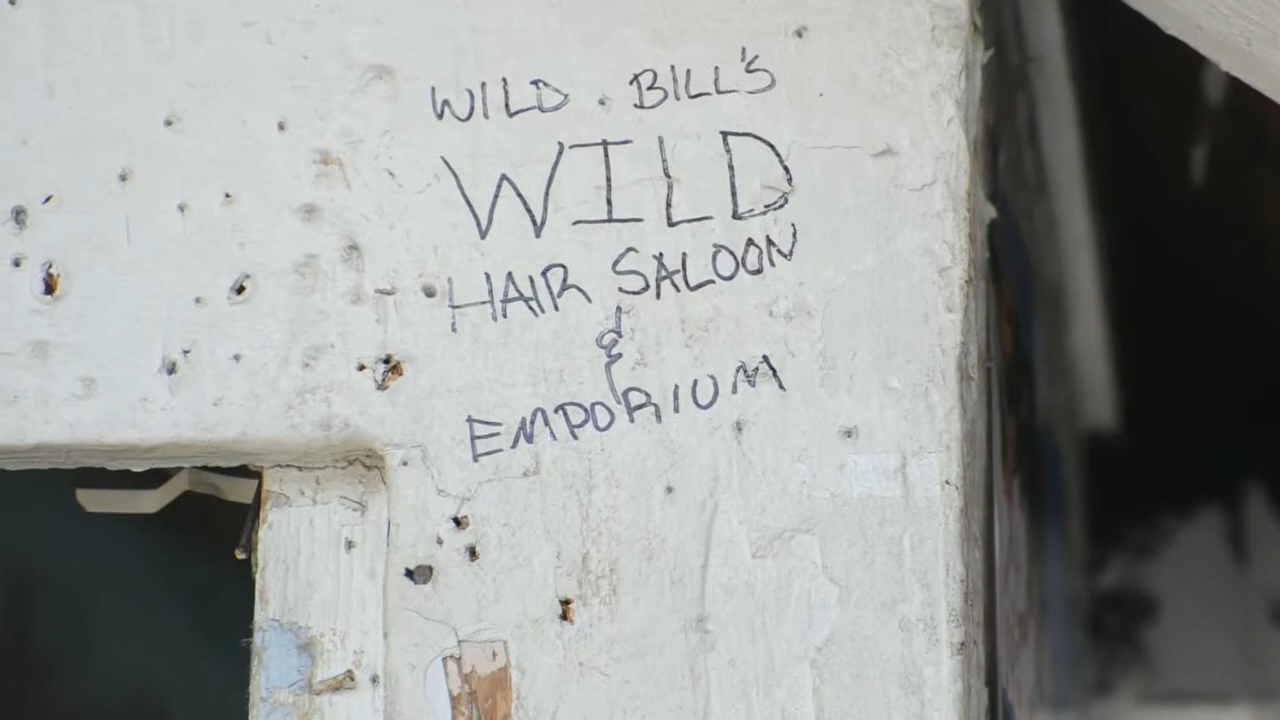 WILD . BILL'S
WILD
HAIR SALOON
&
EMPORIUM